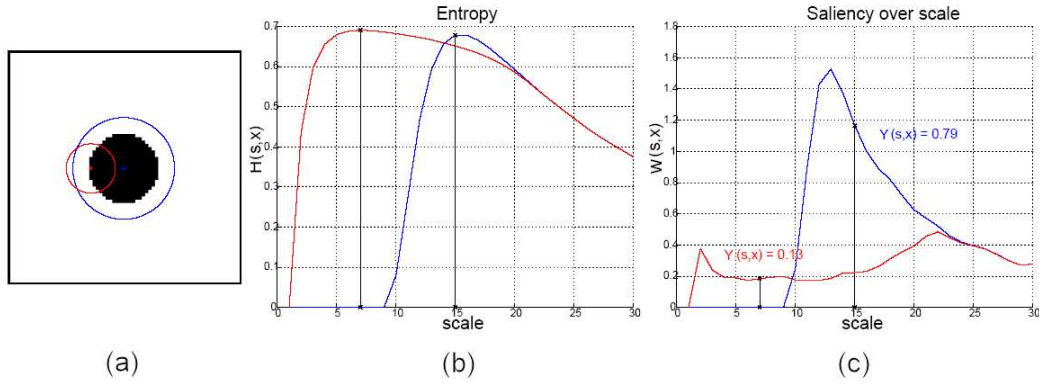 Entropy
H(s,x)
0.7
0.6
0.5
0.4
0.3
0.2
0.1
0
0 5 10 15 20 25 30
scale
Saliency over scale
W(s,x)
1.8
1.6
1.4
1.2
1
0.8
0.6
0.4
0.2
0
Y(s,x) = 0.79
Y(s,x) = 0.13
0 5 10 15 20 25 30
scale
(a) (b) (c)